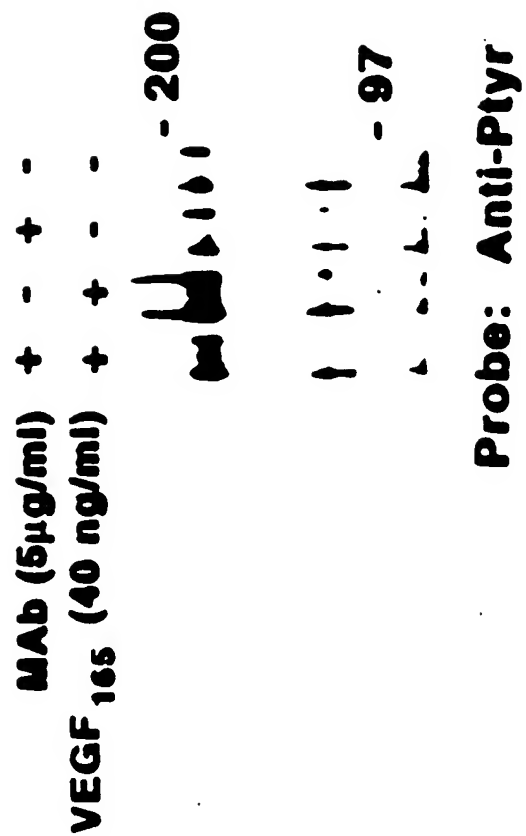 MAb (5µg/ml) + - + -
VEGF165 (40 ng/ml) + + - -
- 200
- 97
Probe: Anti-Ptyr